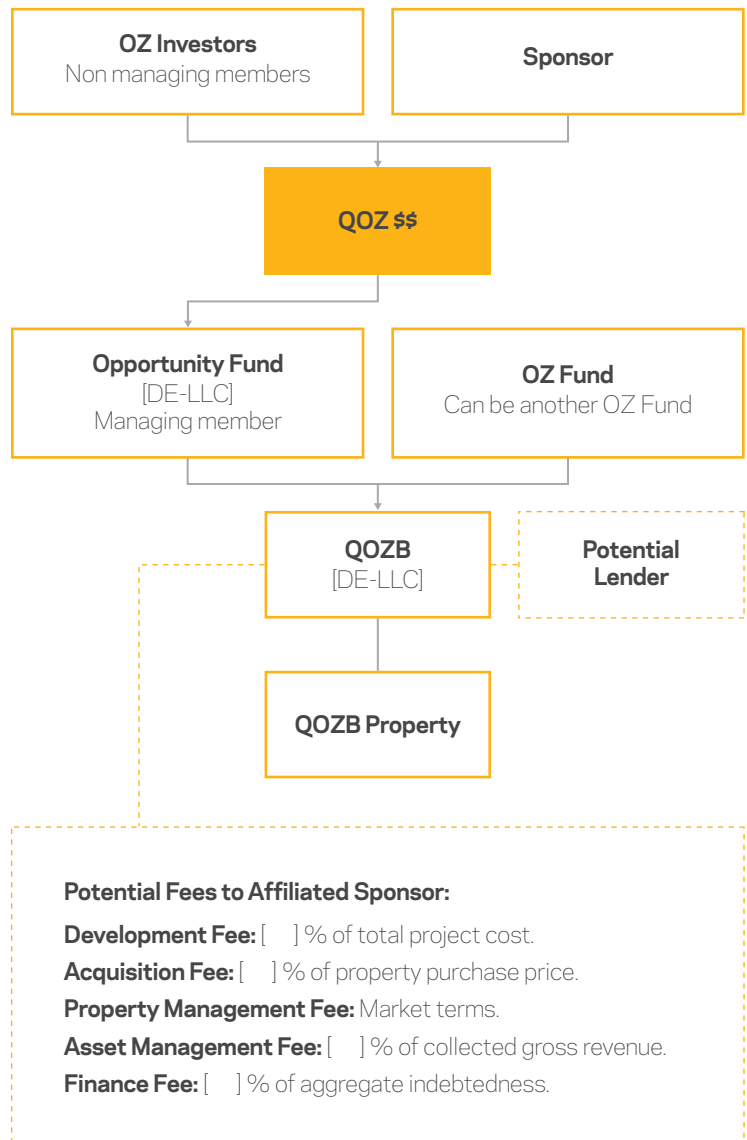 OZ Investors
Non managing members
Sponsor
QOZ $$
Opportunity Fund
[DE-LLC]
Managing member
OZ Fund
Can be another OZ Fund
QOZB
[DE-LLC]
Potential
Lender
QOZB Property
Potential Fees to Affiliated Sponsor:
Development Fee: [   ] % of total project cost.
Acquisition Fee: [   ] % of property purchase price.
Property Management Fee: Market terms.
Asset Management Fee: [   ] % of collected gross revenue.
Finance Fee: [   ] % of aggregate indebtedness.